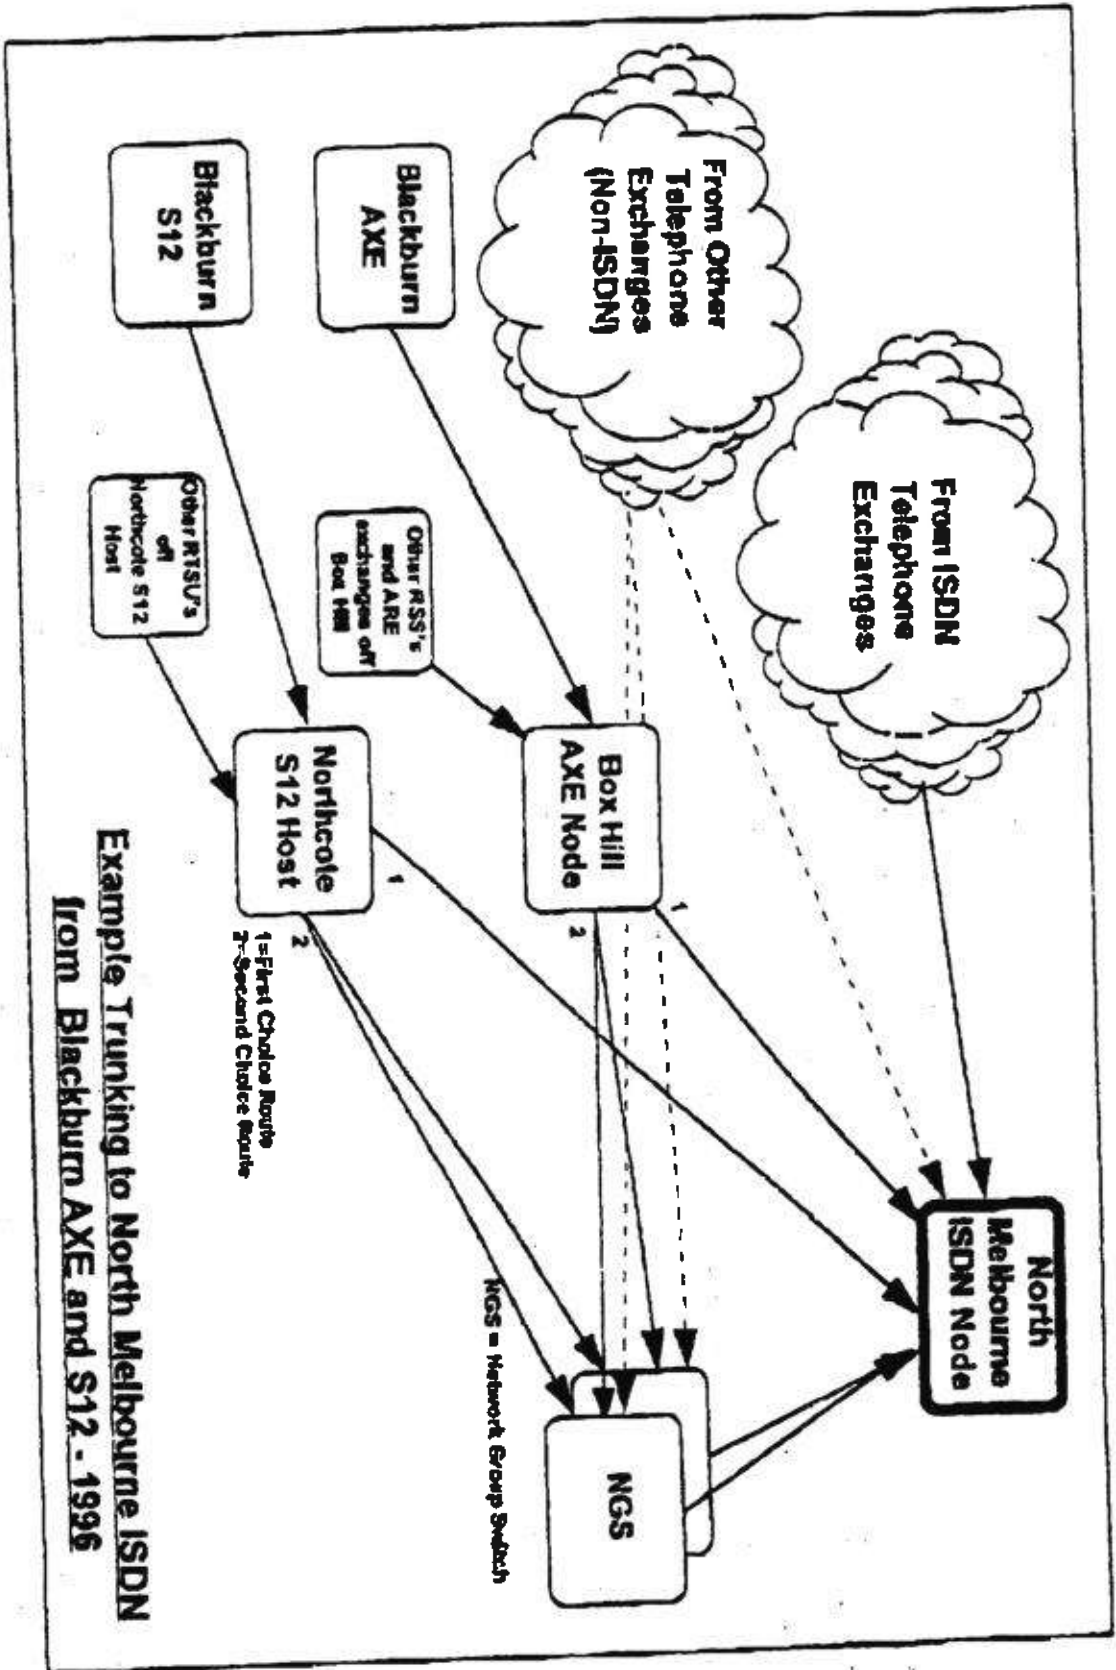 From ISDN
Telephone
Exchanges
From Other
Telephone
Exchanges
(Non-ISDN)
North
Melbourne
ISDN Node
Blackburn
AXE
Other RSS's
and ARE
exchanges off
Box Hill
Box Hill
AXE Node
1
2
NGS
Blackburn
S12
Other RTSU's
off
Northcote S12
Host
Northcote
S12 Host
1
2
1=First Choice Route
2=Second Choice Route
NGS = Network Group Switch
Example Trunking to North Melbourne ISDN
from Blackburn AXE and S12 - 1996